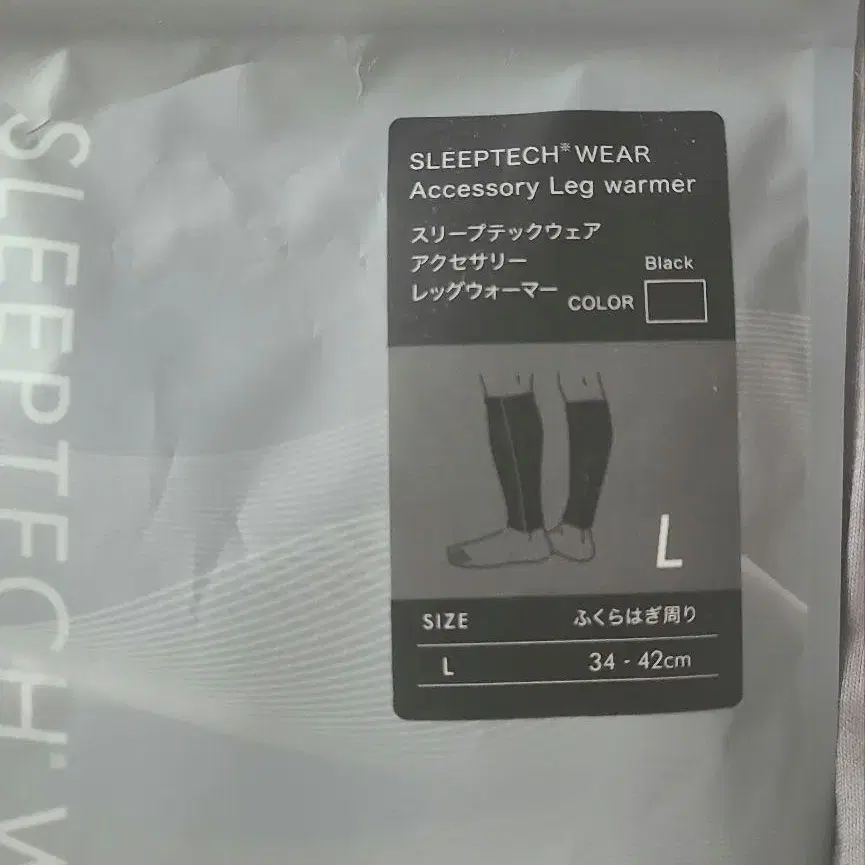 SLEEPTECH※ W
SLEEPTECH※WEAR
Accessory Leg warmer
スリープテックウェア
アクセサリー
レッグウォーマー
Black
COLOR
L
SIZE ふくらはぎ周り
L 34 - 42cm